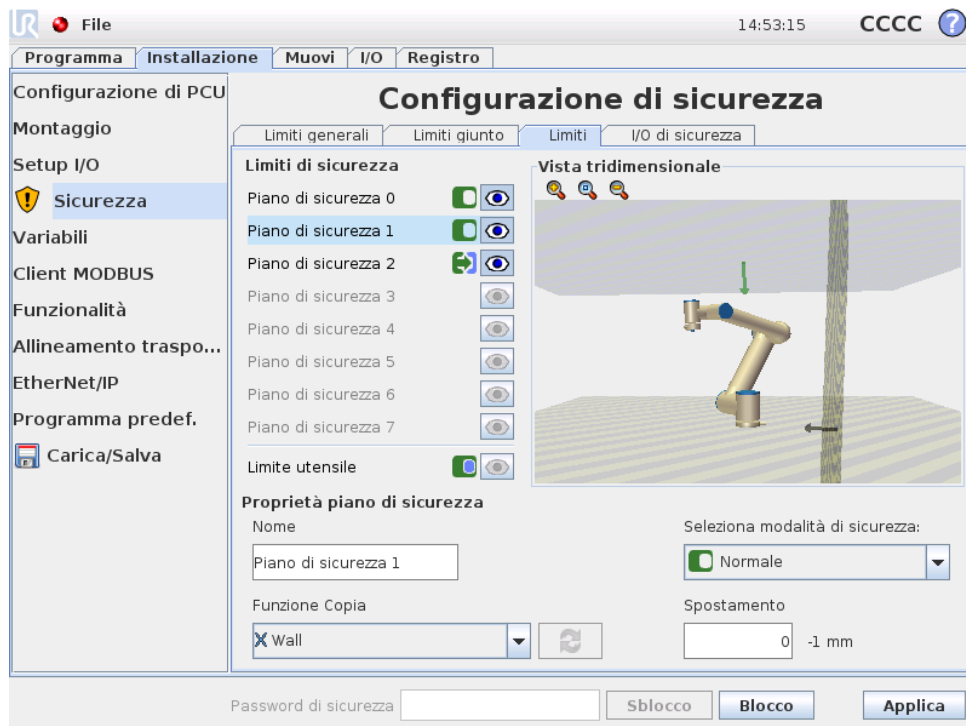 UR File 14:53:15 CCCC ?
Programma Installazione Muovi I/O Registro
Configurazione di PCU
Montaggio
Setup I/O
Sicurezza
Variabili
Client MODBUS
Funzionalità
Allineamento traspo...
EtherNet/IP
Programma predef.
Carica/Salva
Configurazione di sicurezza
Limiti generali Limiti giunto Limiti I/O di sicurezza
Limiti di sicurezza
Piano di sicurezza 0
Piano di sicurezza 1
Piano di sicurezza 2
Piano di sicurezza 3
Piano di sicurezza 4
Piano di sicurezza 5
Piano di sicurezza 6
Piano di sicurezza 7
Limite utensile
Vista tridimensionale
Proprietà piano di sicurezza
Nome
Piano di sicurezza 1
Seleziona modalità di sicurezza:
Normale
Funzione Copia
Wall
Spostamento
0 -1 mm
Password di sicurezza Sblocco Blocco Applica